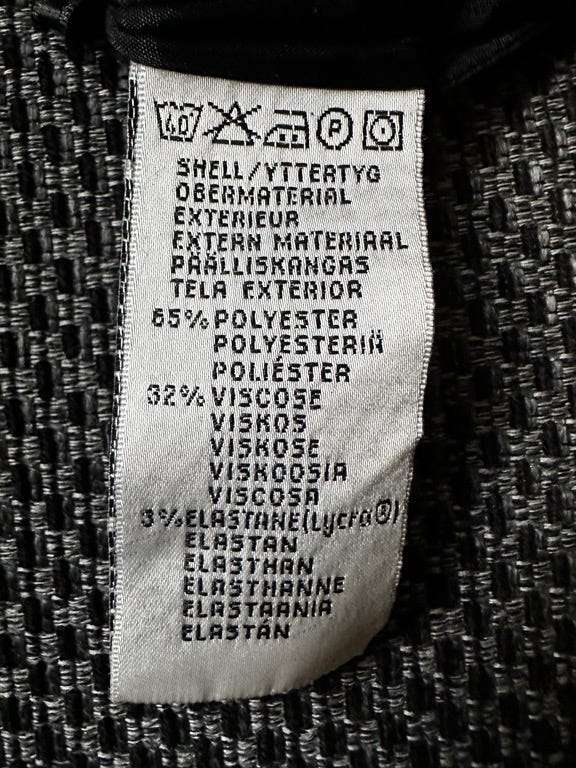 40
P
SHELL/YTTERTYG
OBERMATERIAL
EXTERIEUR
EXTERN MATERIAAL
PÄÄLLISKANGAS
TELA EXTERIOR
65% POLYESTER
POLYESTERIÄ
POLIÉSTER
32% VISCOSE
VISKOS
VISKOSE
VISKOOSIA
VISCOSA
3% ELASTANE(Lycra®)
ELASTAN
ELASTHAN
ELASTHANNE
ELASTAANIA
ELASTÁN